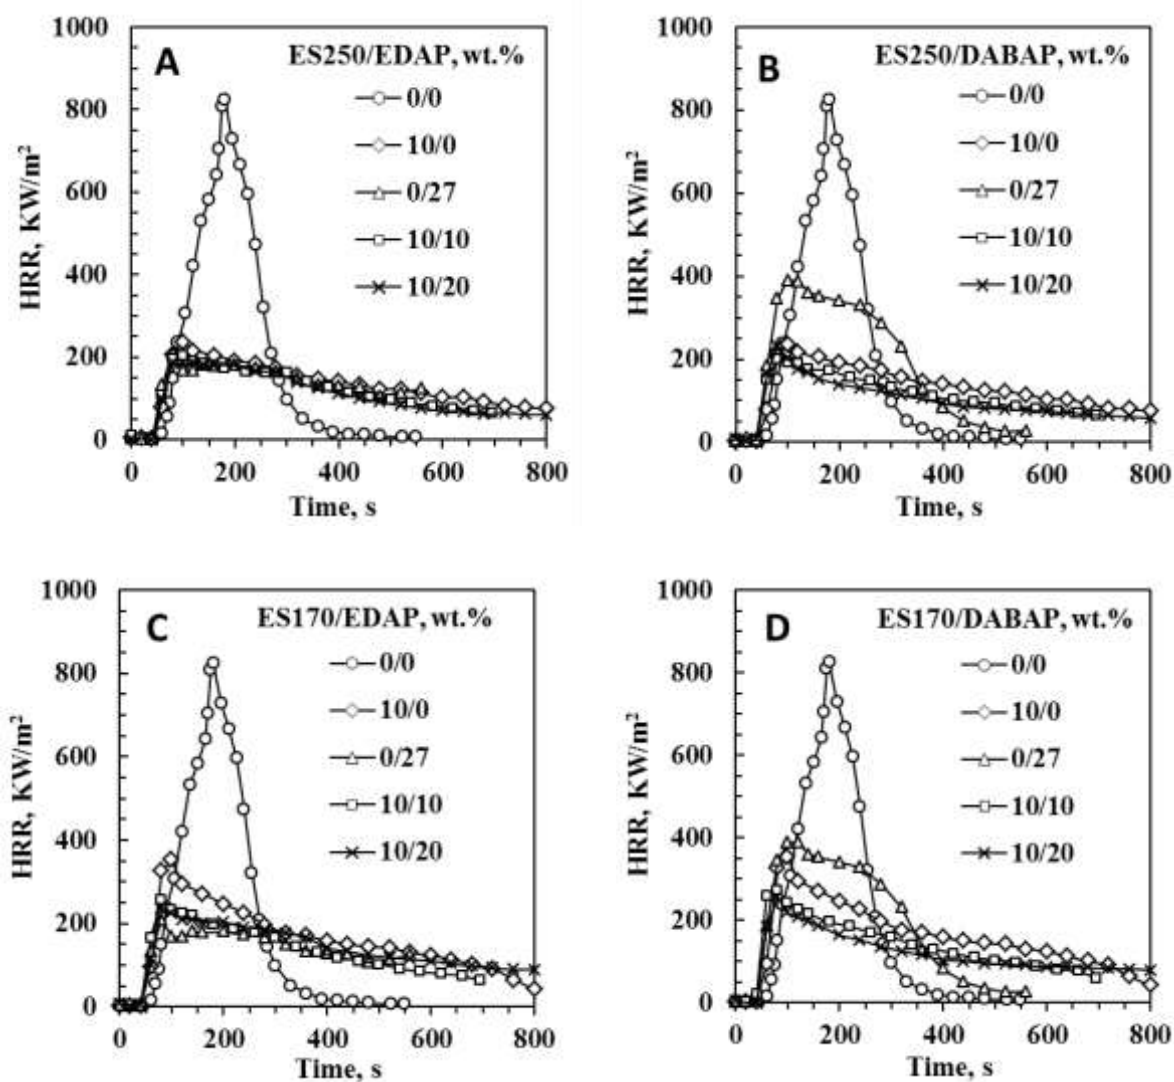 A
ES250/EDAP, wt.%
0/0
10/0
0/27
10/10
10/20
1000
800
600
400
200
0
HRR, KW/m²
0 200 400 600 800
Time, s
B
ES250/DABAP, wt.%
0/0
10/0
0/27
10/10
10/20
1000
800
600
400
200
0
HRR, KW/m²
0 200 400 600 800
Time, s
C
ES170/EDAP, wt.%
0/0
10/0
0/27
10/10
10/20
1000
800
600
400
200
0
HRR, KW/m²
0 200 400 600 800
Time, s
D
ES170/DABAP, wt.%
0/0
10/0
0/27
10/10
10/20
1000
800
600
400
200
0
HRR, KW/m²
0 200 400 600 800
Time, s